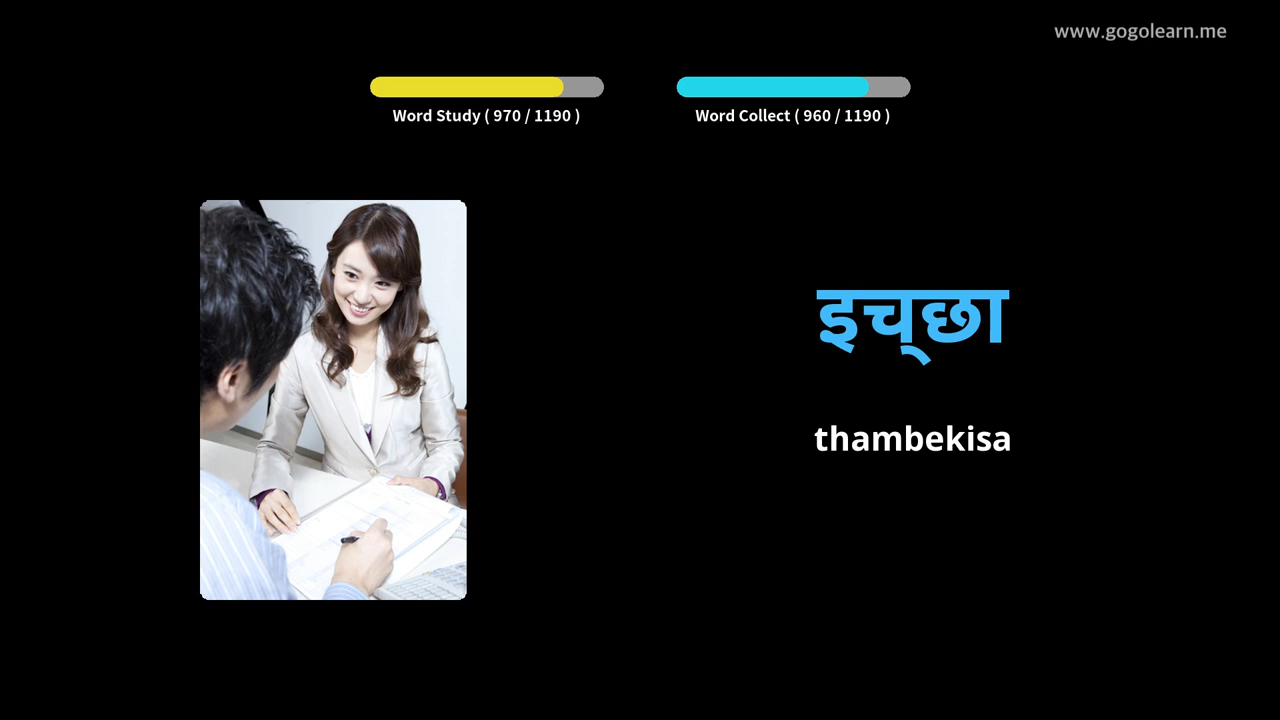 www.gogolearn.me
Word Study ( 970 / 1190 )
Word Collect ( 960 / 1190 )
इच्‌छा
thambekisa